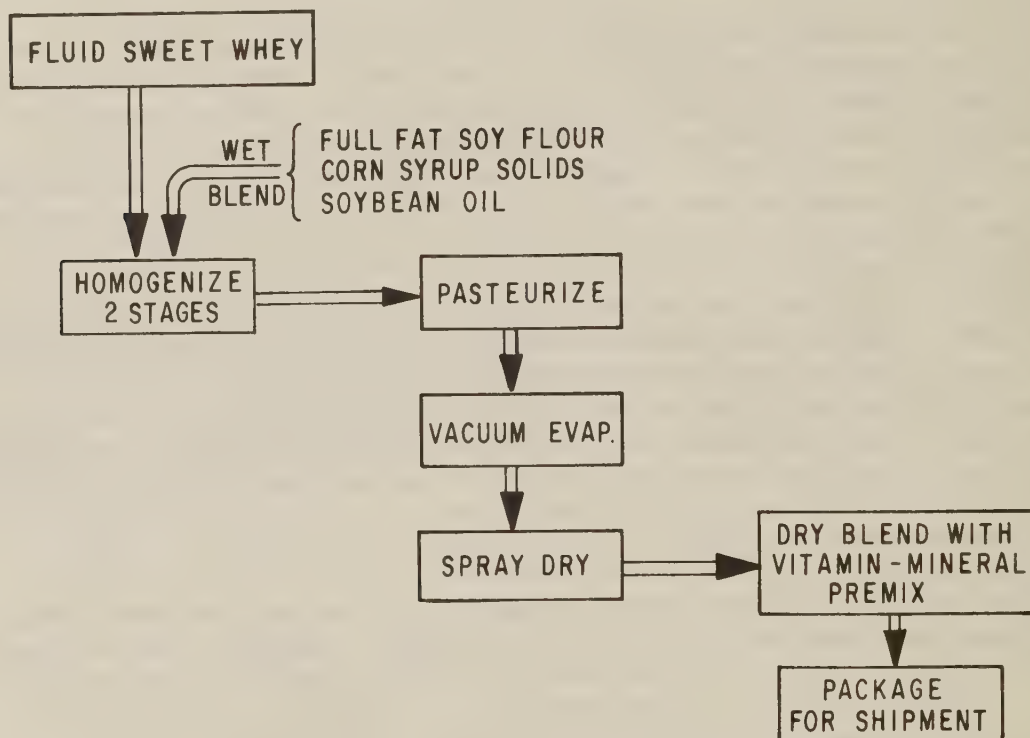 FLUID SWEET WHEY
WET
BLEND
FULL FAT SOY FLOUR
CORN SYRUP SOLIDS
SOYBEAN OIL
HOMOGENIZE
2 STAGES
PASTEURIZE
VACUUM EVAP.
SPRAY DRY
DRY BLEND WITH
VITAMIN-MINERAL
PREMIX
PACKAGE
FOR SHIPMENT